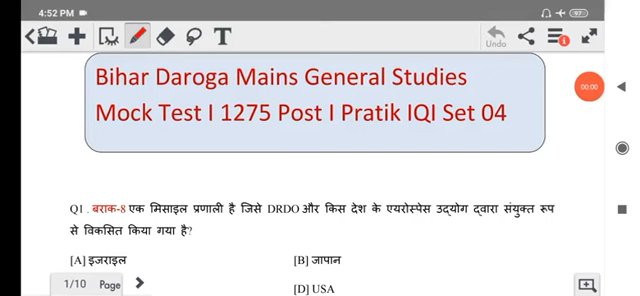 4:52 PM
97
T
Undo
00:00
Bihar Daroga Mains General Studies
Mock Test I 1275 Post I Pratik IQI Set 04
Q1 . बराक-8 एक मिसाइल प्रणाली है जिसे DRDO और किस देश के एयरोस्पेस उद्योग द्वारा संयुक्त रूप
से विकसित किया गया है?
[A] इजराइल
[B] जापान
1/10 Page
[D] USA